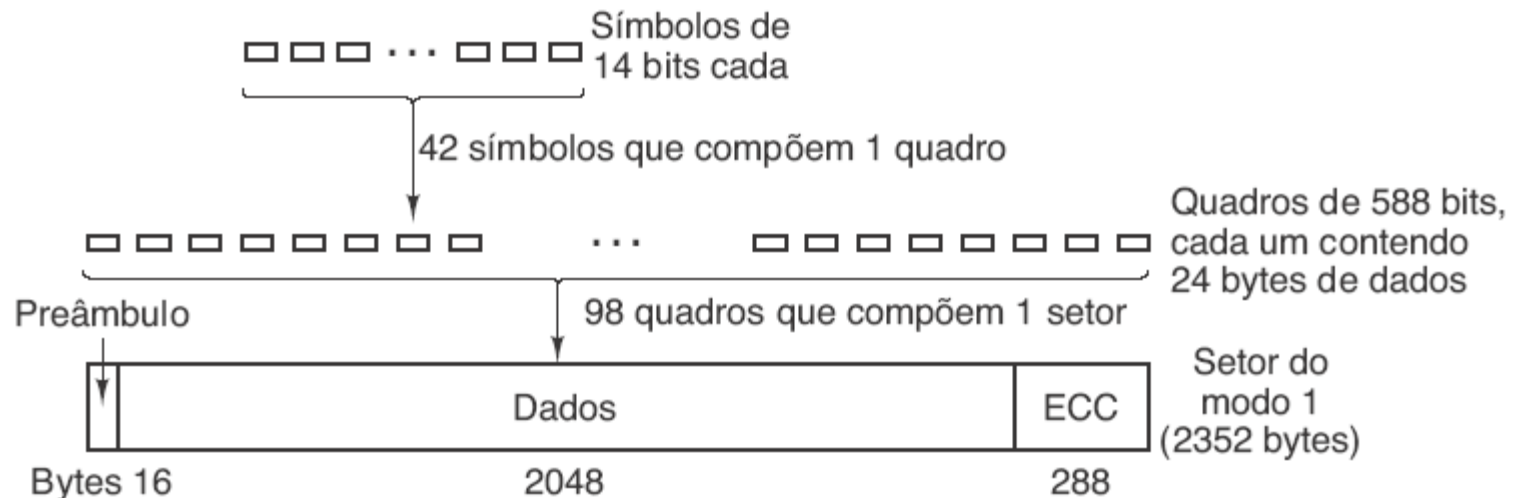 Símbolos de
14 bits cada
42 símbolos que compõem 1 quadro
Quadros de 588 bits,
cada um contendo
24 bytes de dados
Preâmbulo
98 quadros que compõem 1 setor
Dados
ECC
Setor do
modo 1
(2352 bytes)
Bytes 16
2048
288